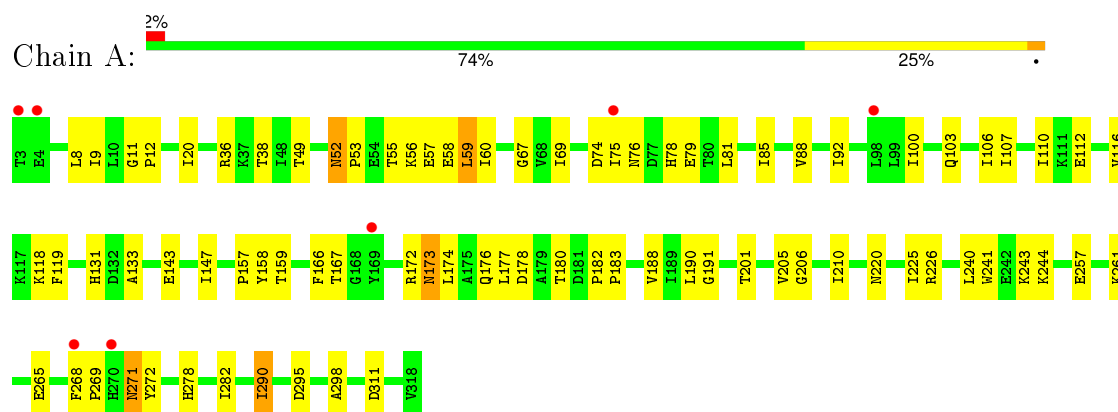 2%
Chain A:
74% 25% •
T3 E4 L8 I9 L10 G11 P12 I20 R36 K37 T38 I48 T49 N52 P53 E54 T55 K56 E57 E58 L59 I60 G67 V68 I69 D74 I75 N76 D77 H78 E79 T80 L81 I85 V88 I92 L98 L99 I100 Q103 I106 I107 I110 K111 E112 V116
K117 K118 F119 H131 D132 A133 E143 I147 P157 Y158 T159 F166 T167 G168 Y169 R172 N173 L174 A175 Q176 L177 D178 A179 T180 D181 P182 P183 V188 I189 L190 G191 T201 V205 G206 I210 N220 I225 R226 L240 W241 E242 K243 K244 E257 K261
E265 F268 P269 H270 N271 Y272 H278 I282 I290 D295 A298 D311 V318